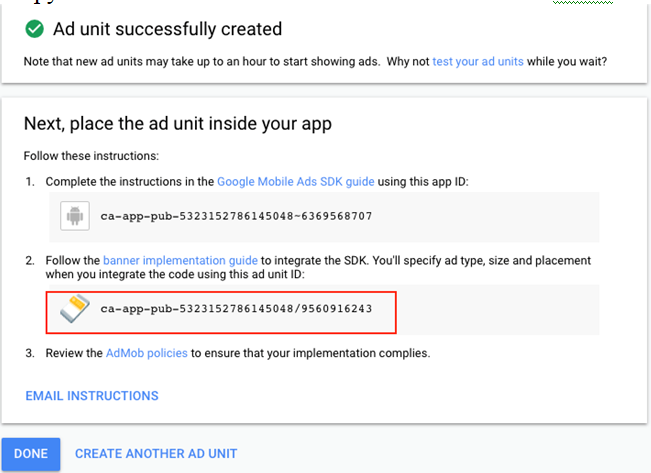 Ad unit successfully created
Note that new ad units may take up to an hour to start showing ads. Why not test your ad units while you wait?
Next, place the ad unit inside your app
Follow these instructions:
1. Complete the instructions in the Google Mobile Ads SDK guide using this app ID:
ca-app-pub-5323152786145048~6369568707
2. Follow the banner implementation guide to integrate the SDK. You'll specify ad type, size and placement
when you integrate the code using this ad unit ID:
ca-app-pub-5323152786145048/9560916243
3. Review the AdMob policies to ensure that your implementation complies.
EMAIL INSTRUCTIONS
DONE CREATE ANOTHER AD UNIT